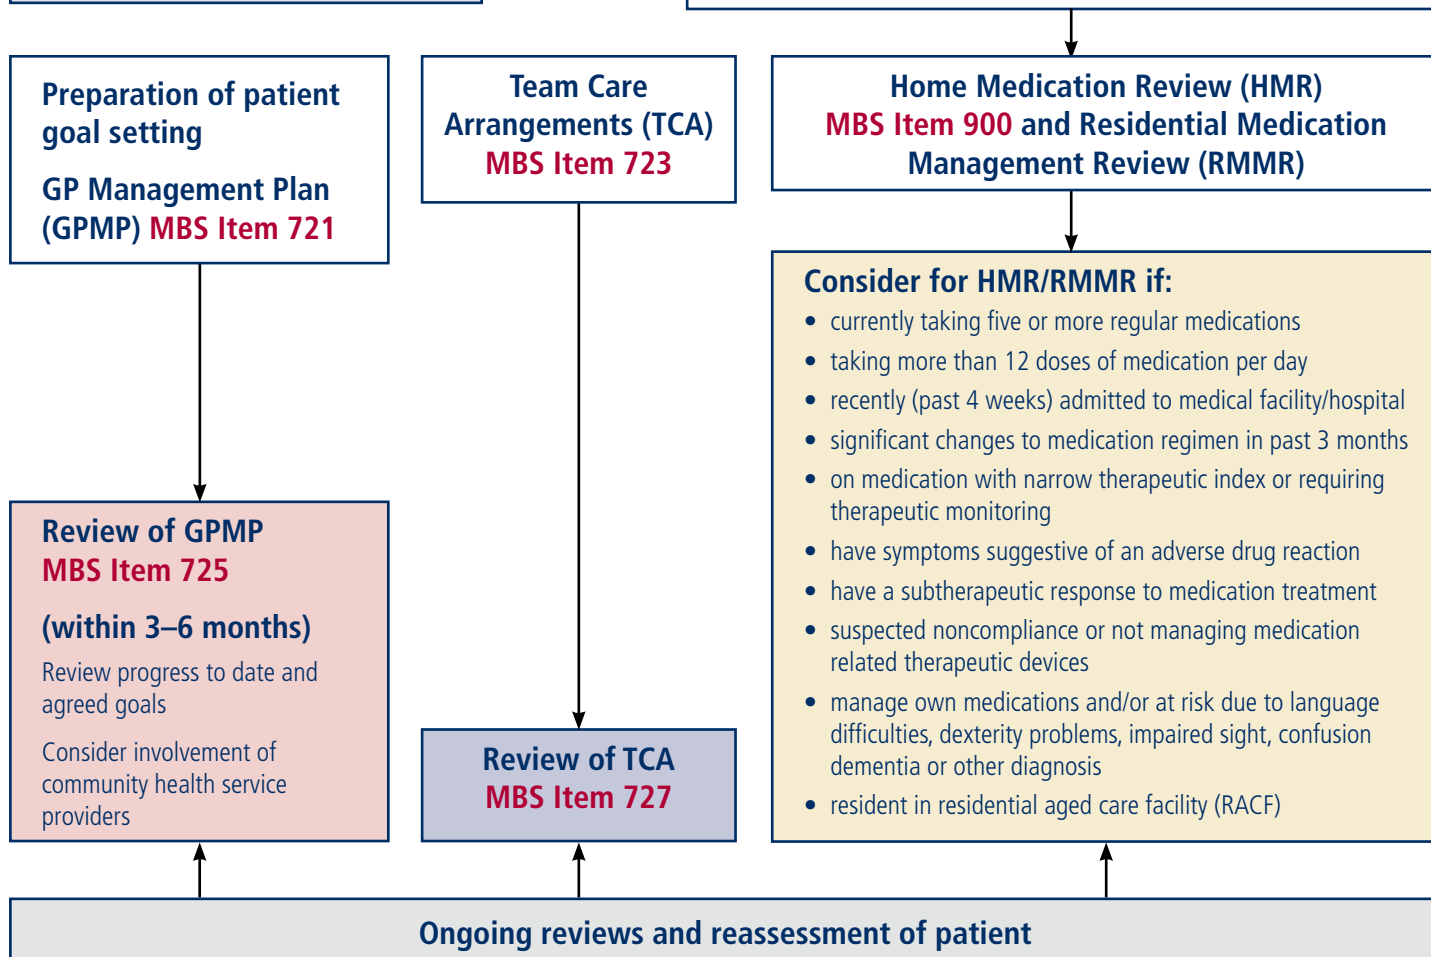 Preparation of patient
goal setting
GP Management Plan
(GPMP) MBS Item 721
Team Care
Arrangements (TCA)
MBS Item 723
Home Medication Review (HMR)
MBS Item 900 and Residential Medication
Management Review (RMMR)
Review of GPMP
MBS Item 725
(within 3–6 months)
Review progress to date and
agreed goals
Consider involvement of
community health service
providers
Review of TCA
MBS Item 727
Consider for HMR/RMMR if:
• currently taking five or more regular medications
• taking more than 12 doses of medication per day
• recently (past 4 weeks) admitted to medical facility/hospital
• significant changes to medication regimen in past 3 months
• on medication with narrow therapeutic index or requiring
therapeutic monitoring
• have symptoms suggestive of an adverse drug reaction
• have a subtherapeutic response to medication treatment
• suspected noncompliance or not managing medication
related therapeutic devices
• manage own medications and/or at risk due to language
difficulties, dexterity problems, impaired sight, confusion
dementia or other diagnosis
• resident in residential aged care facility (RACF)
Ongoing reviews and reassessment of patient